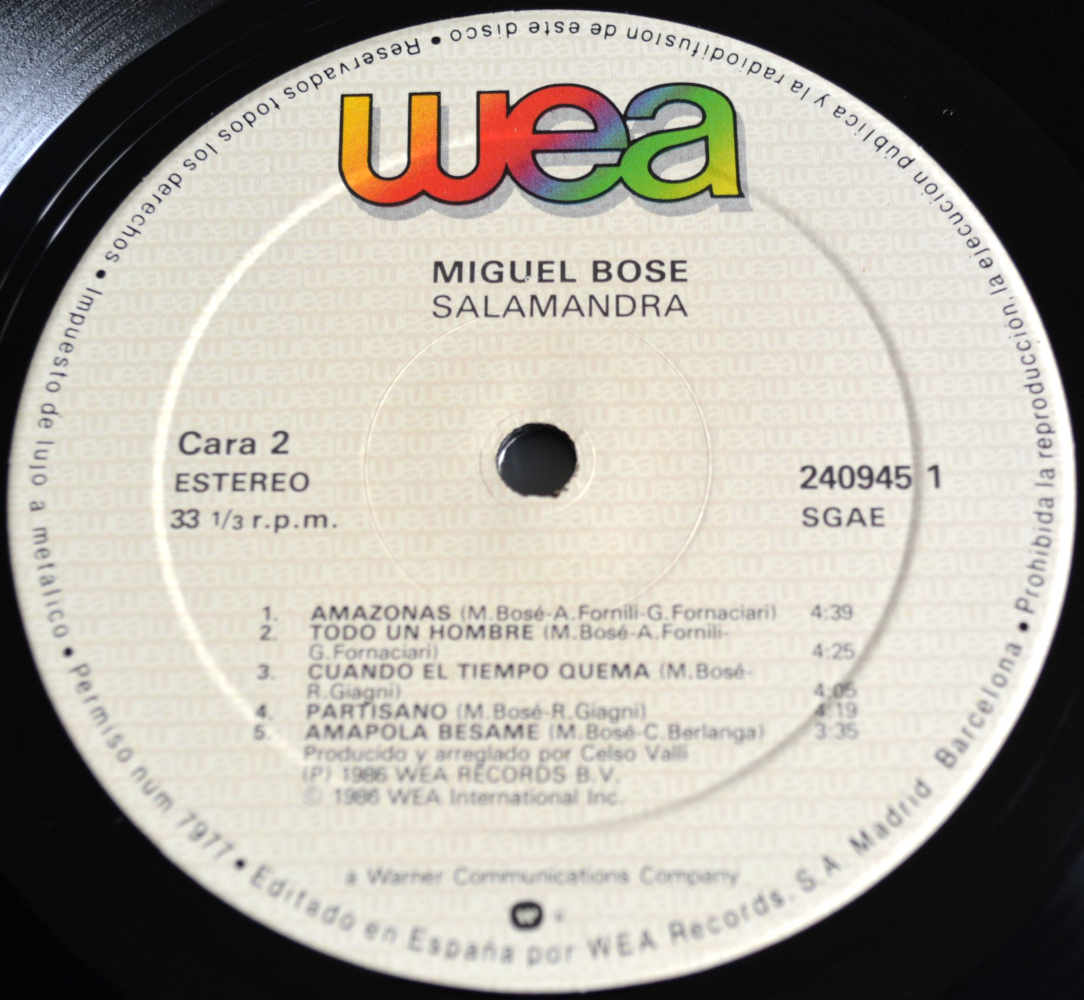 wea
MIGUEL BOSE
SALAMANDRA
Cara 2
ESTEREO
33 1/3 r.p.m.
240945 1
SGAE
1. AMAZONAS (M.Bosé-A.Fornili-G.Fornaciari) 4:39
2. TODO UN HOMBRE (M.Bosé-A.Fornili-
G.Fornaciari) 4:25
3. CUANDO EL TIEMPO QUEMA (M.Bosé-
R.Giagni) 4:05
4. PARTISANO (M.Bosé-R.Giagni) 4:19
5. AMAPOLA BESAME (M.Bosé-C.Berlanga) 3:35
Producido y arreglado por Celso Valli
(P) 1986 WEA RECORDS B.V.
© 1986 WEA International Inc.
a Warner Communications Company
Reservados todos los derechos. • Impuesto de lujo a metalico • Permiso num 7977 • Editado en España por WEA Records, S.A. Madrid Barcelona • Prohibida la reproducción, la ejecución publica y la radiodifusion de este disco •